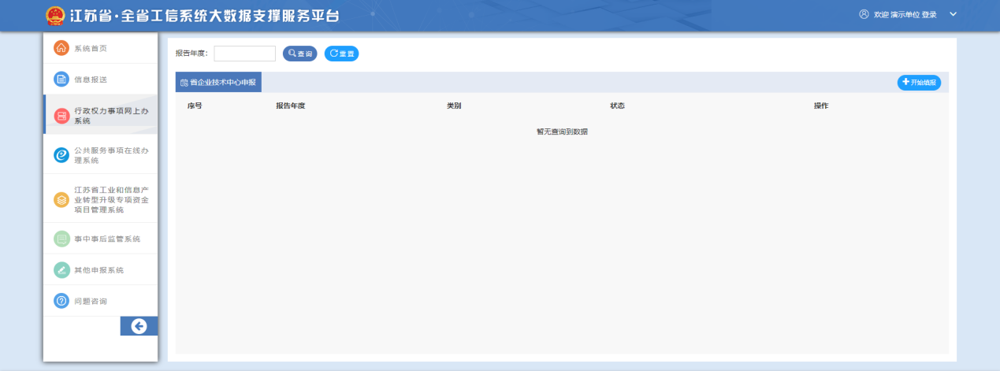 江苏省·全省工信系统大数据支撑服务平台
欢迎 演示单位 登录
系统首页
信息报送
行政权力事项网上办
系统
公共服务事项在线办
理系统
江苏省工业和信息产
业转型升级专项资金
项目管理系统
事中事后监管系统
其他申报系统
问题咨询
报告年度：
查询
重置
省企业技术中心申报
开始填报
序号 报告年度 类别 状态 操作
暂无查询到数据